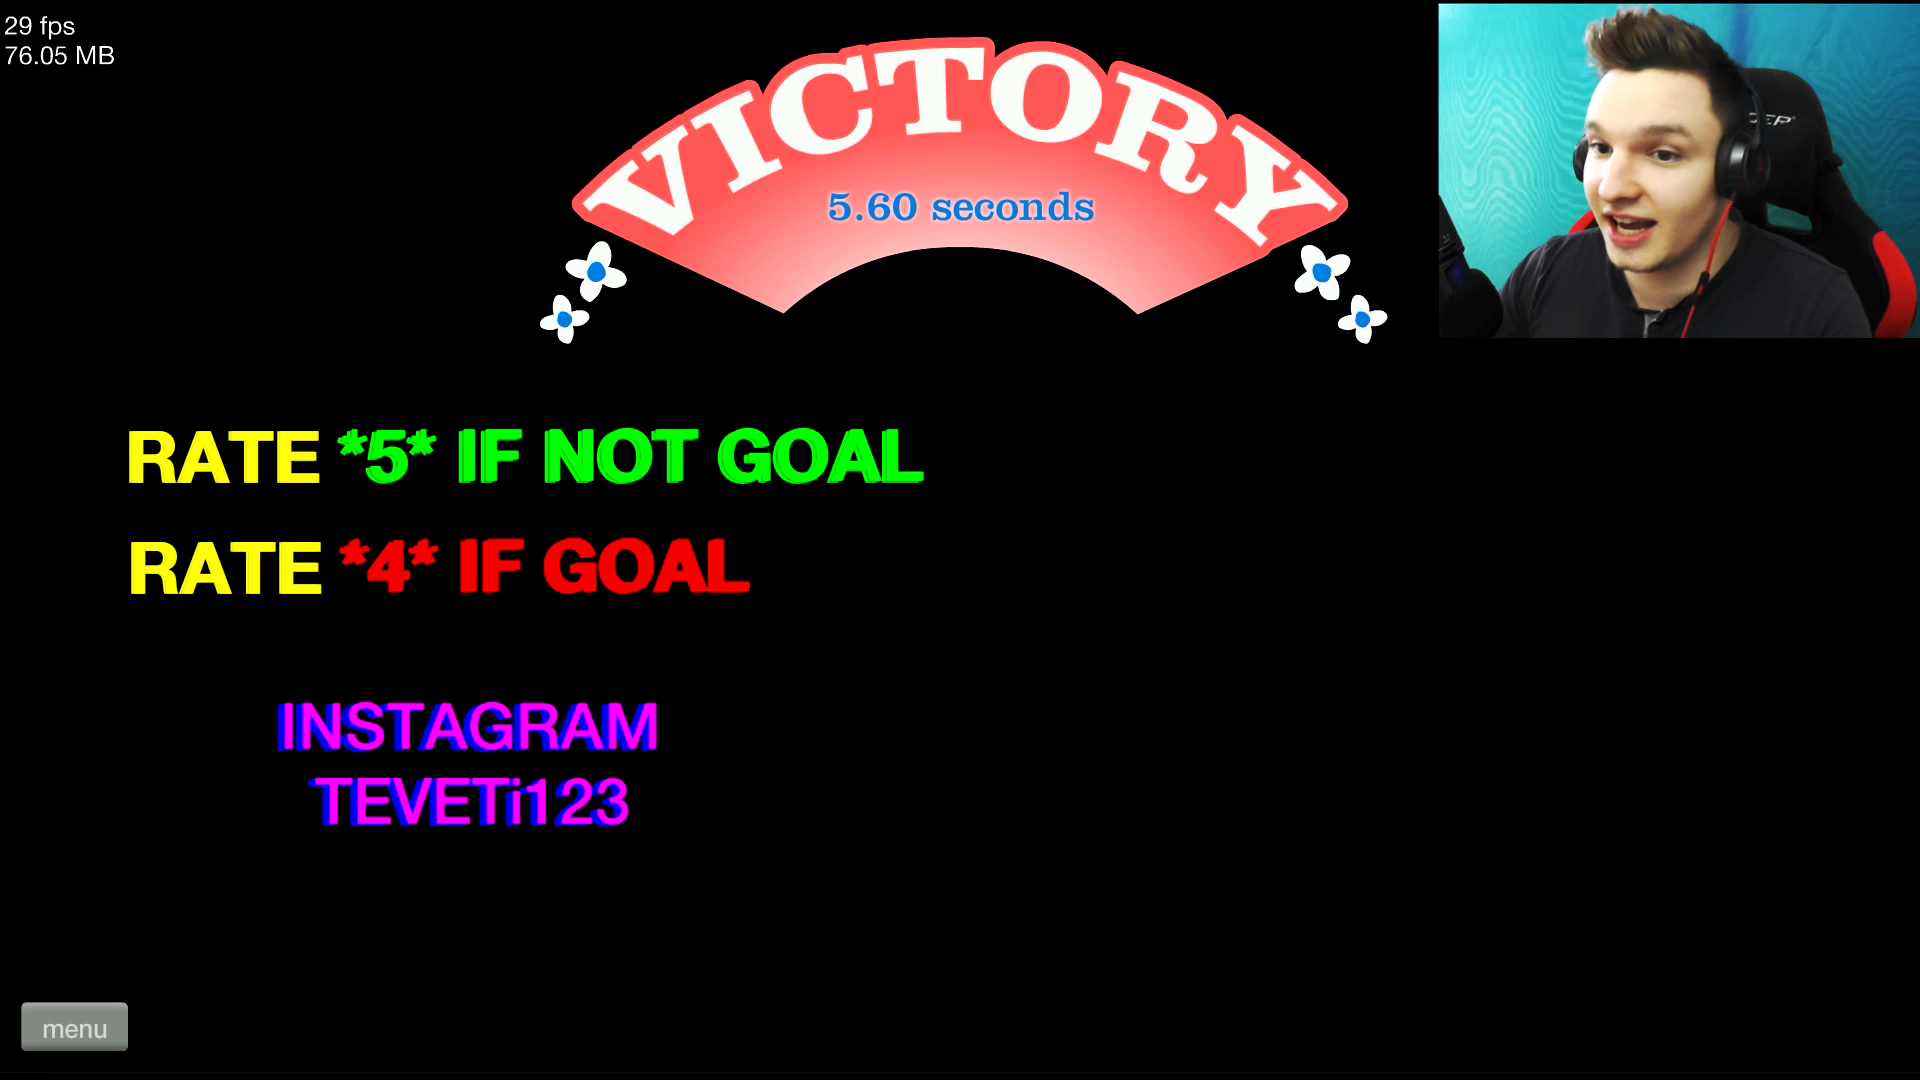 29 fps
76.05 MB
VICTORY
5.60 seconds
RATE *5* IF NOT GOAL
RATE *4* IF GOAL
INSTAGRAM
TEVETi123
menu